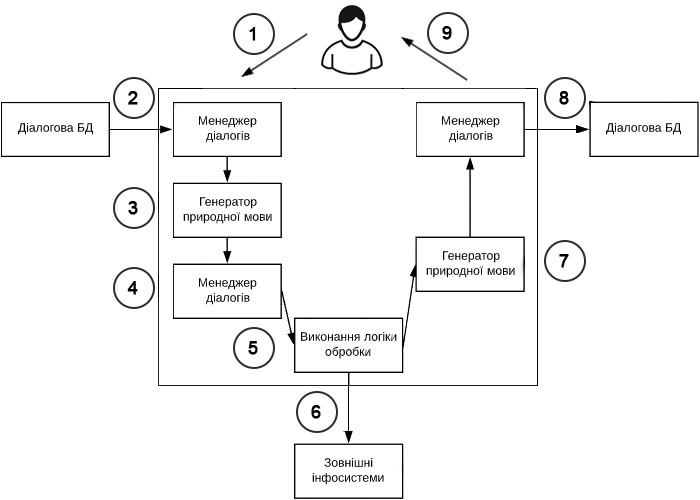 1
9
2
8
Діалогова БД
Менеджер
діалогів
Менеджер
діалогів
Діалогова БД
3
Генератор
природної мови
4
Менеджер
діалогів
Генератор
природної мови
7
5
Виконання логіки
обробки
6
Зовнішні
інфосистеми